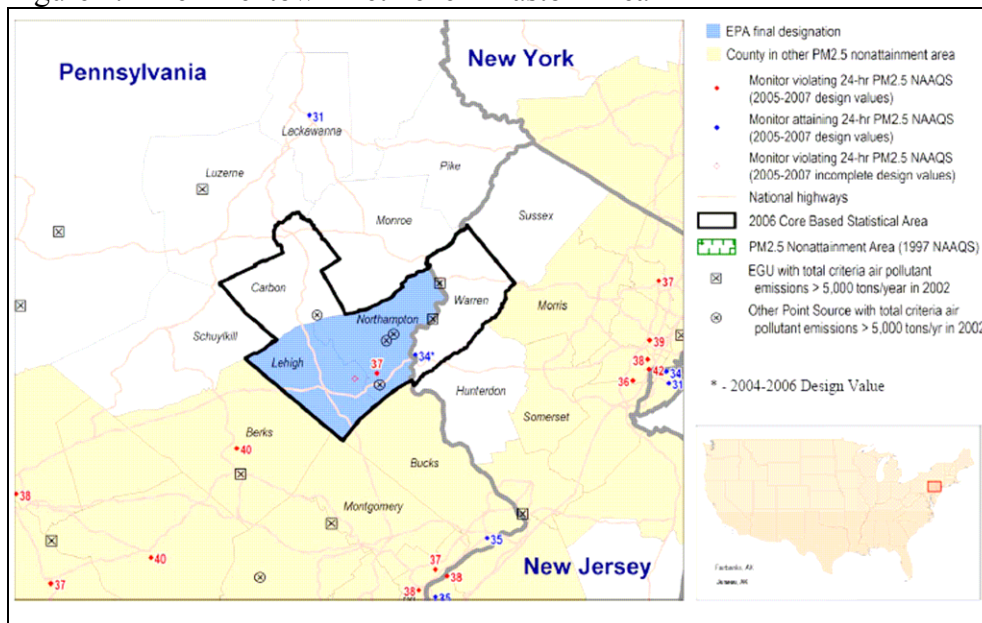 Pennsylvania
New York
31
Lackawanna
Luzerne
Pike
Monroe
Sussex
Carbon
Warren
Morris
37
Northampton
Schuylkill
Lehigh
34*
37
39
38
42
34
36
31
Hunterdon
Somerset
Berks
40
Bucks
38
Montgomery
35
40
37
37
38
38
35
New Jersey
EPA final designation
County in other PM2.5 nonattainment area
Monitor violating 24-hr PM2.5 NAAQS
(2005-2007 design values)
Monitor attaining 24-hr PM2.5 NAAQS
(2005-2007 design values)
Monitor violating 24-hr PM2.5 NAAQS
(2005-2007 incomplete design values)
National highways
2006 Core Based Statistical Area
PM2.5 Nonattainment Area (1997 NAAQS)
EGU with total criteria air pollutant
emissions > 5,000 tons/year in 2002
Other Point Source with total criteria air
pollutant emissions > 5,000 tons/yr in 2002
* - 2004-2006 Design Value
Fairbanks, AK
Juneau, AK